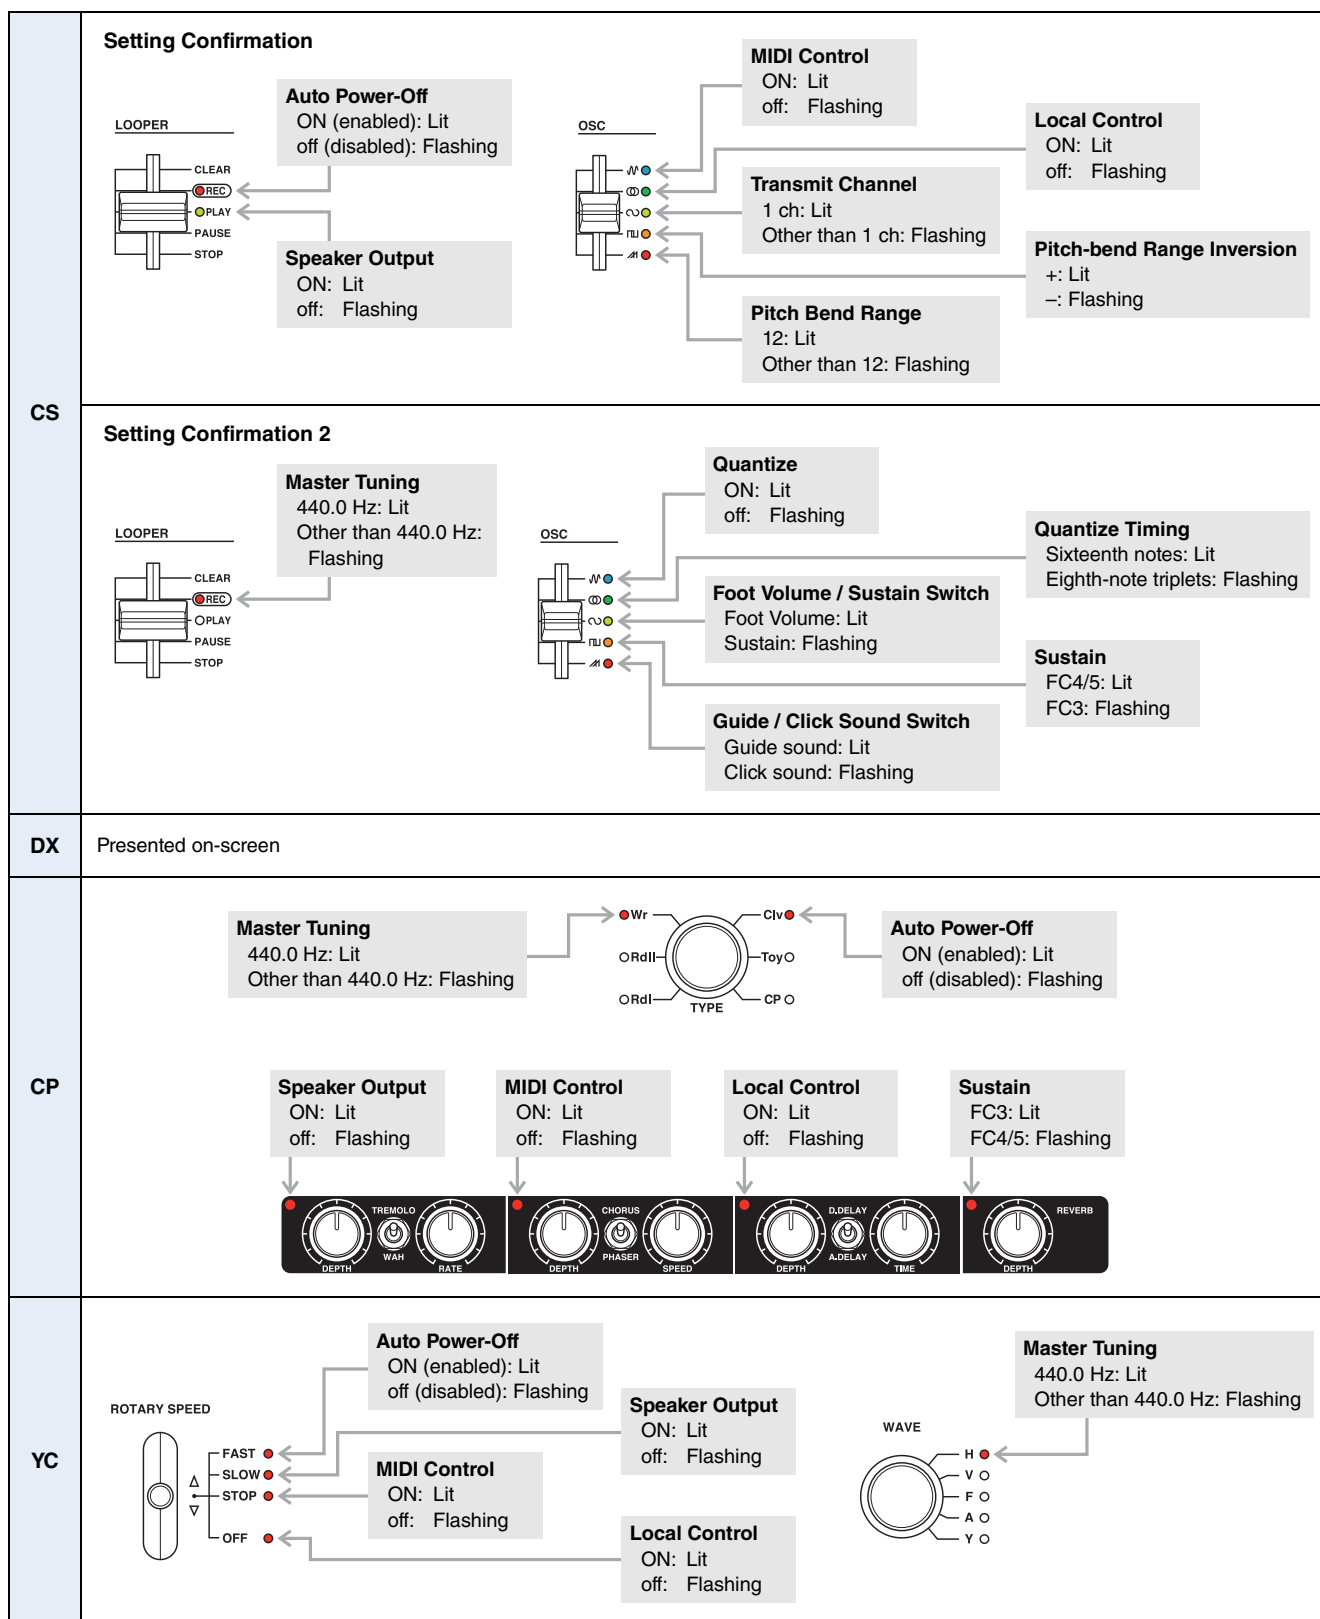 CS
Setting Confirmation
LOOPER
CLEAR
REC
PLAY
PAUSE
STOP
Auto Power-Off
ON (enabled): Lit
off (disabled): Flashing
Speaker Output
ON: Lit
off: Flashing
OSC
MIDI Control
ON: Lit
off: Flashing
Local Control
ON: Lit
off: Flashing
Transmit Channel
1 ch: Lit
Other than 1 ch: Flashing
Pitch-bend Range Inversion
+: Lit
–: Flashing
Pitch Bend Range
12: Lit
Other than 12: Flashing
Setting Confirmation 2
LOOPER
CLEAR
REC
PLAY
PAUSE
STOP
Master Tuning
440.0 Hz: Lit
Other than 440.0 Hz:
Flashing
OSC
Quantize
ON: Lit
off: Flashing
Quantize Timing
Sixteenth notes: Lit
Eighth-note triplets: Flashing
Foot Volume / Sustain Switch
Foot Volume: Lit
Sustain: Flashing
Sustain
FC4/5: Lit
FC3: Flashing
Guide / Click Sound Switch
Guide sound: Lit
Click sound: Flashing
DX
Presented on-screen
CP
Master Tuning
440.0 Hz: Lit
Other than 440.0 Hz: Flashing
Wr
RdII
RdI
Clv
Toy
CP
TYPE
Auto Power-Off
ON (enabled): Lit
off (disabled): Flashing
Speaker Output
ON: Lit
off: Flashing
MIDI Control
ON: Lit
off: Flashing
Local Control
ON: Lit
off: Flashing
Sustain
FC3: Lit
FC4/5: Flashing
DEPTH
TREMOLO
WAH
RATE
DEPTH
CHORUS
PHASER
SPEED
DEPTH
D.DELAY
A.DELAY
TIME
DEPTH
REVERB
YC
ROTARY SPEED
FAST
SLOW
STOP
OFF
Auto Power-Off
ON (enabled): Lit
off (disabled): Flashing
Speaker Output
ON: Lit
off: Flashing
MIDI Control
ON: Lit
off: Flashing
Local Control
ON: Lit
off: Flashing
WAVE
H
V
F
A
Y
Master Tuning
440.0 Hz: Lit
Other than 440.0 Hz: Flashing